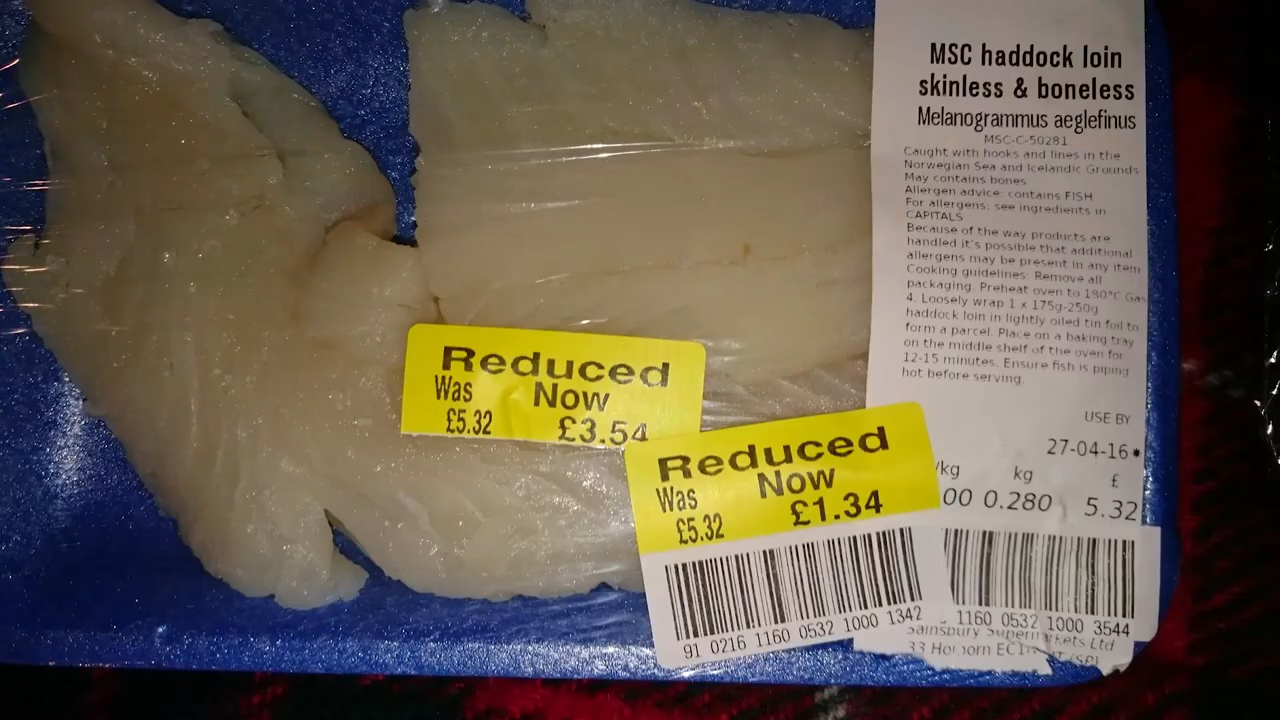 MSC haddock loin
skinless & boneless
Melanogrammus aeglefinus
MSC-C-50281
Caught with hooks and lines in the
Norwegian Sea and Icelandic Grounds
May contains bones
Allergen advice: contains FISH
For allergens: see ingredients in
CAPITALS
Because of the way products are
handled it's possible that additional
allergens may be present in any item
Cooking guidelines: Remove all
packaging. Preheat oven to 180°C Gas
4. Loosely wrap 1 x 175g-250g
haddock loin in lightly oiled tin foil to
form a parcel. Place on a baking tray
on the middle shelf of the oven for
12-15 minutes. Ensure fish is piping
hot before serving.
USE BY
27-04-16
/kg kg £
00 0.280 5.32
Reduced
Was Now
£5.32 £3.54
Reduced
Was Now
£5.32 £1.34
91 0216 1160 0532 1000 1342
1160 0532 1000 3544
Sainsbury Supermarkets Ltd
33 Holborn